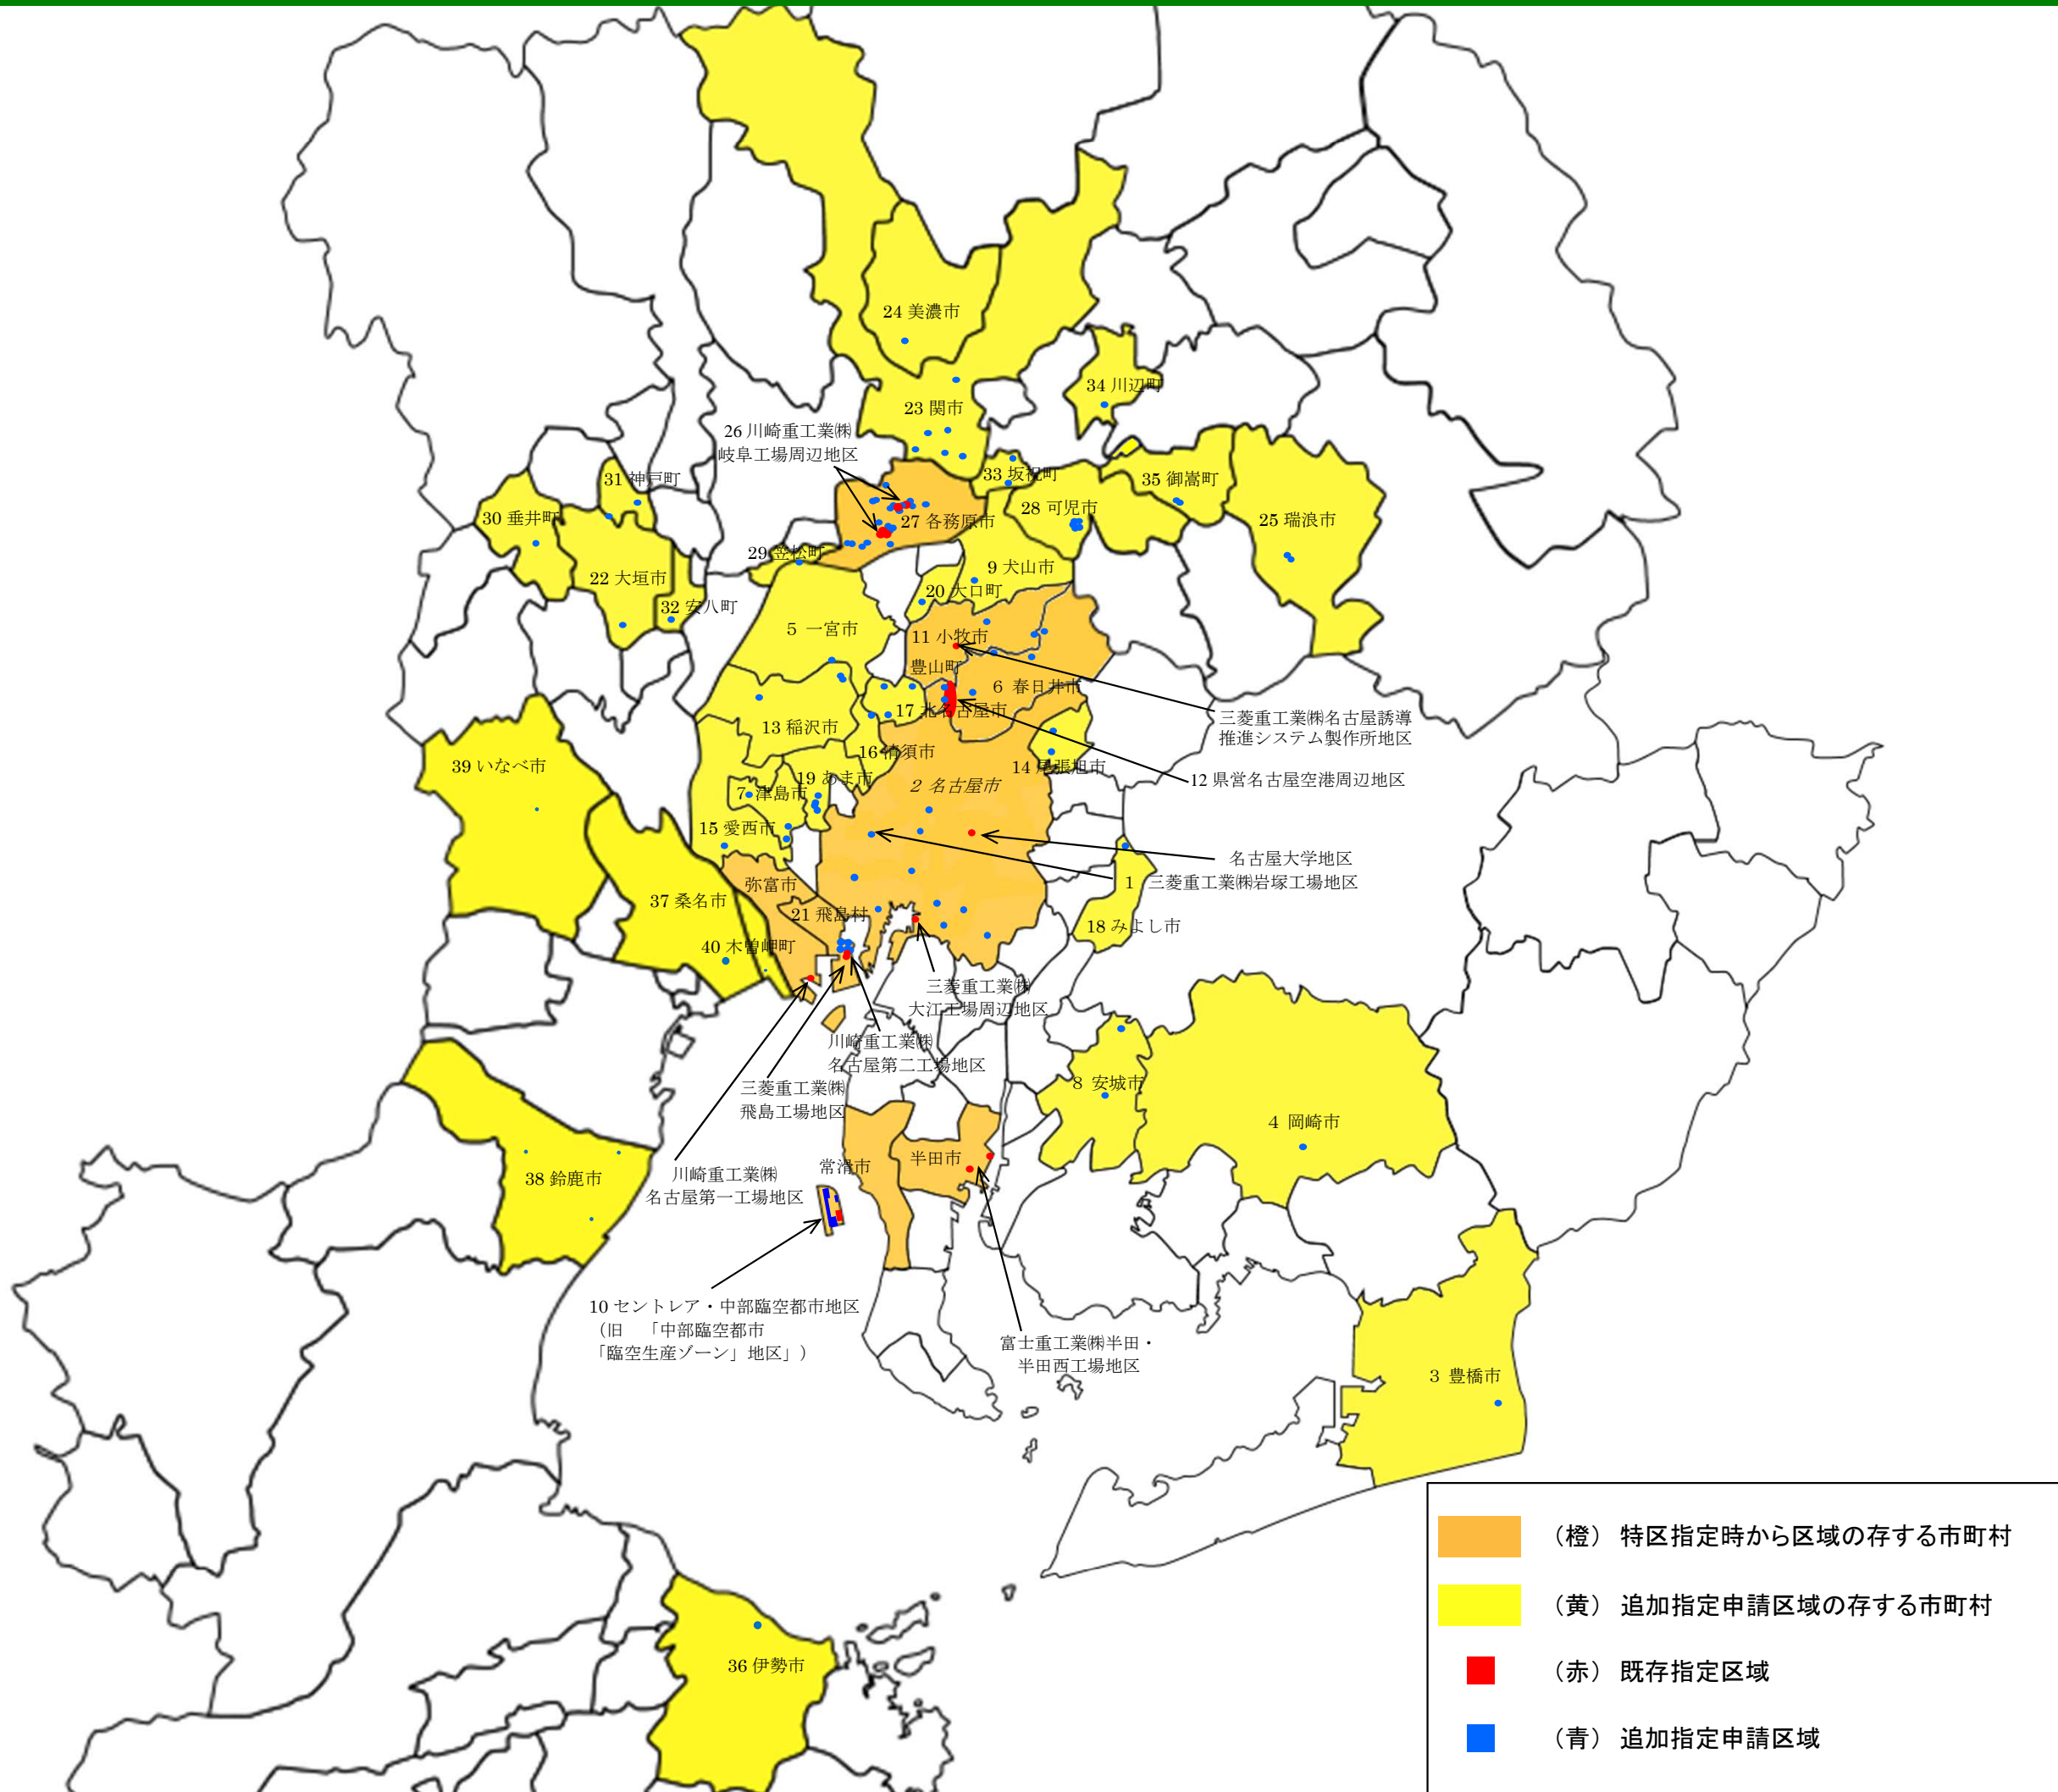 24 美濃市
34 川辺町
23 関市
26 川崎重工業㈱
岐阜工場周辺地区
33 坂祝町
31 神戸町
35 御嵩町
28 可児市
30 垂井町
27 各務原市
25 瑞浪市
29 笠松町
9 犬山市
22 大垣市
20 大口町
32 安八町
5 一宮市
11 小牧市
豊山町
6 春日井市
17 北名古屋市
三菱重工業㈱名古屋誘導
推進システム製作所地区
13 稲沢市
16 清須市
39 いなべ市
14 尾張旭市
19 あま市
12 県営名古屋空港周辺地区
2 名古屋市
7 津島市
15 愛西市
名古屋大学地区
1 三菱重工業㈱岩塚工場地区
弥富市
37 桑名市
21 飛島村
18 みよし市
40 木曽岬町
三菱重工業㈱
大江工場周辺地区
川崎重工業㈱
名古屋第二工場地区
三菱重工業㈱
飛島工場地区
8 安城市
4 岡崎市
半田市
常滑市
38 鈴鹿市
川崎重工業㈱
名古屋第一工場地区
10 セントレア・中部臨空都市地区
（旧 「中部臨空都市
「臨空生産ゾーン」地区」）
富士重工業㈱半田・
半田西工場地区
3 豊橋市
（橙） 特区指定時から区域の存する市町村
（黄） 追加指定申請区域の存する市町村
（赤） 既存指定区域
（青） 追加指定申請区域
36 伊勢市